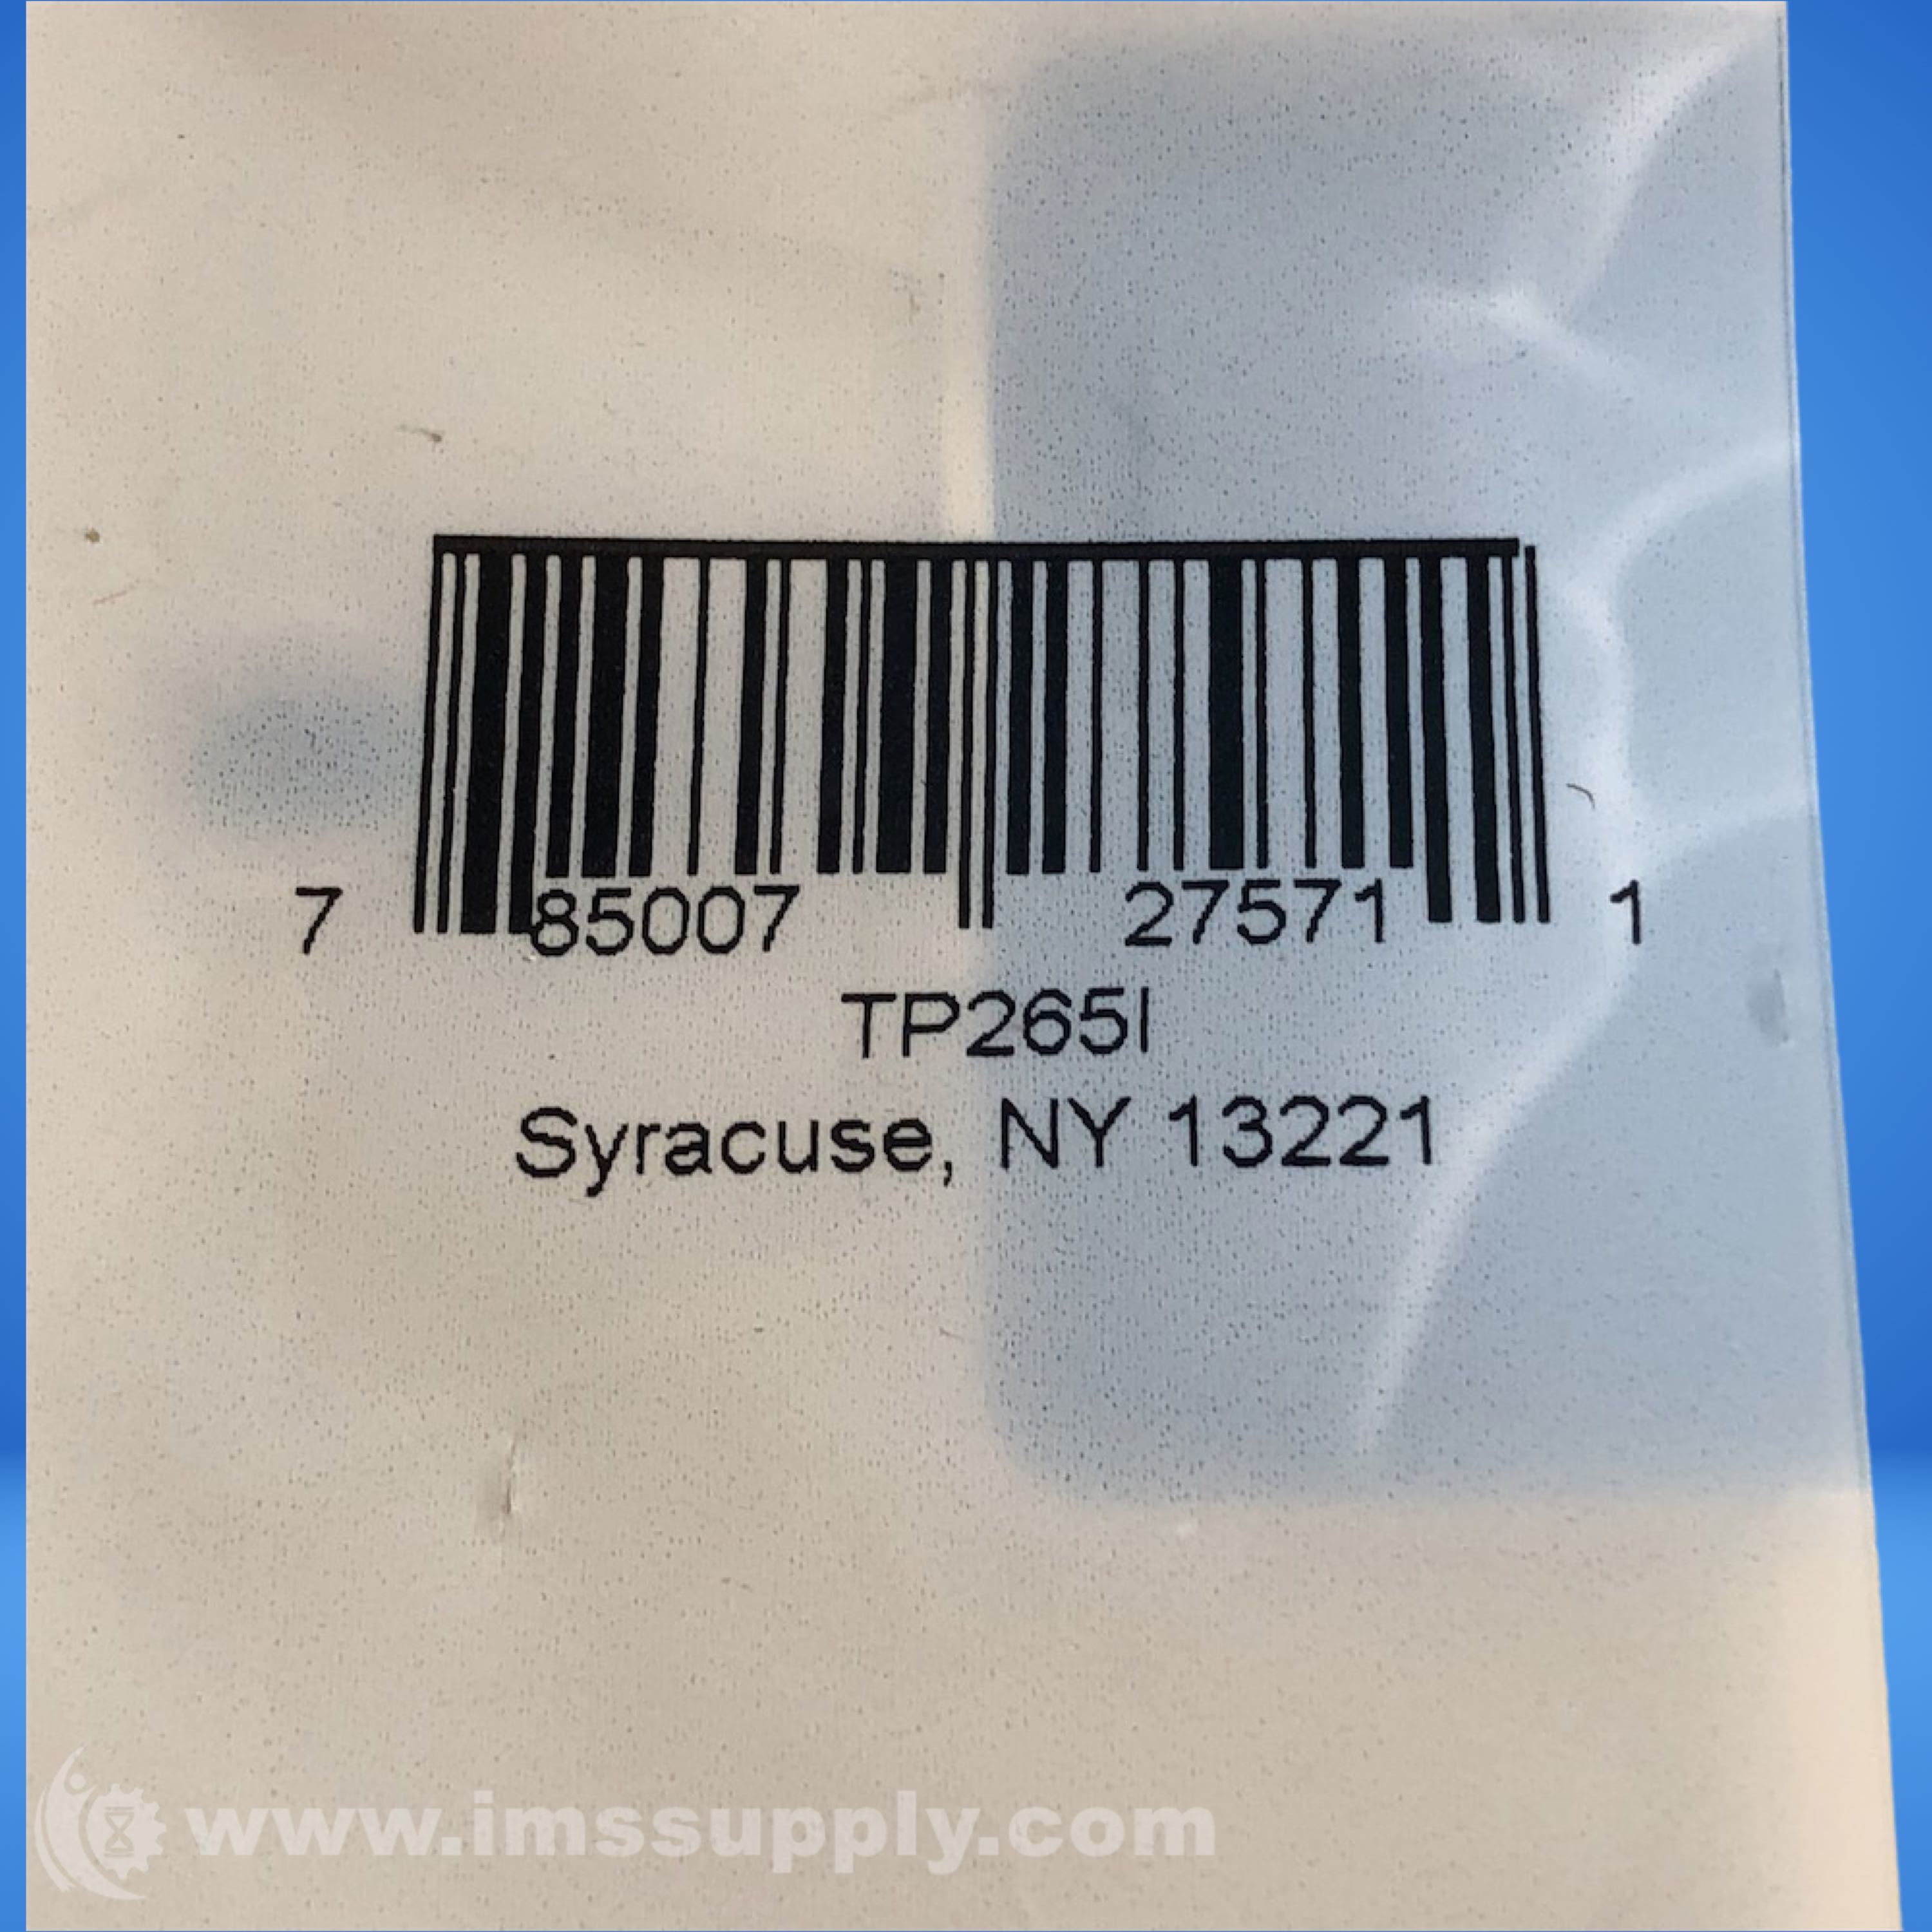 7 85007 27571 1
TP265I
Syracuse, NY 13221
www.imssupply.com